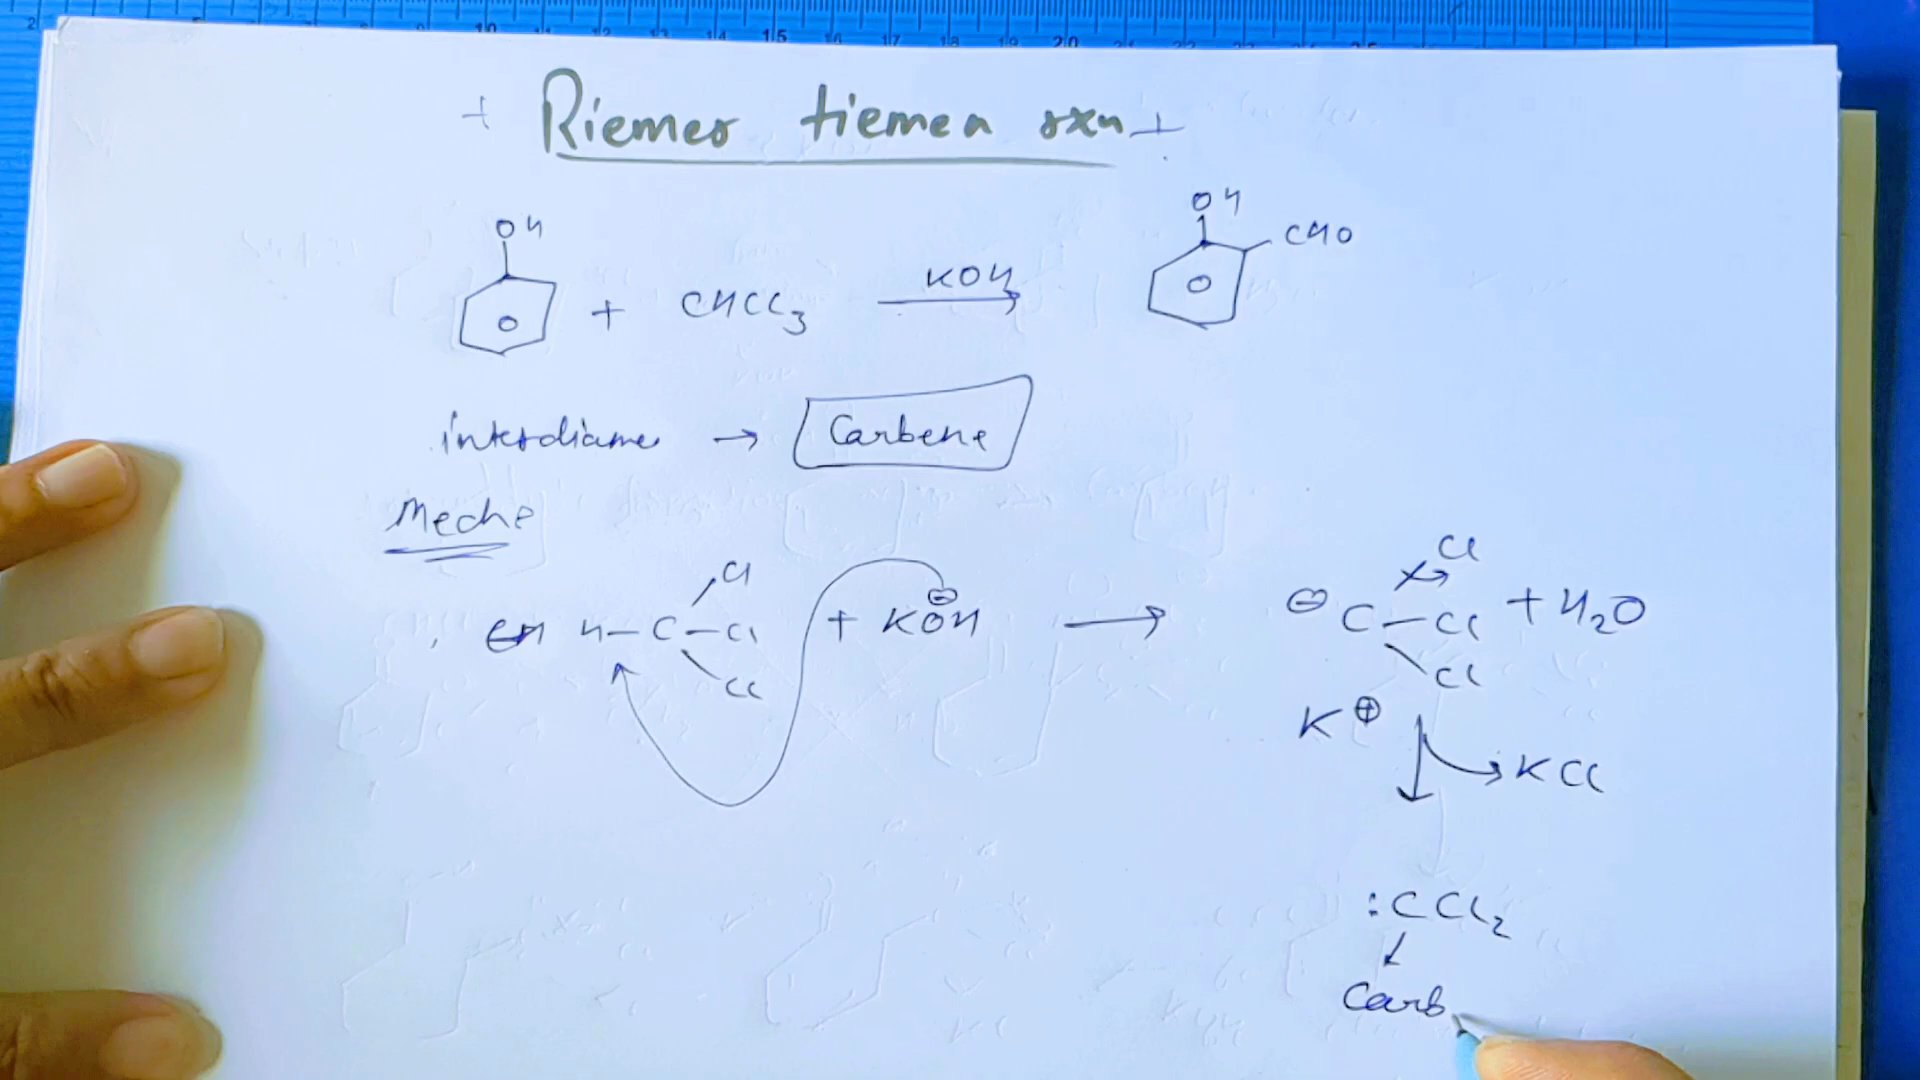 Riemer tiemen rxn
OH OH CHO
+ CHCl3 KOH
interdiame → Carbene
Mech
Cl Cl
H-C-Cl + KOH → ⊖C-Cl + H2O
Cl Cl
K⊕ → KCl
:CCl2
Carb